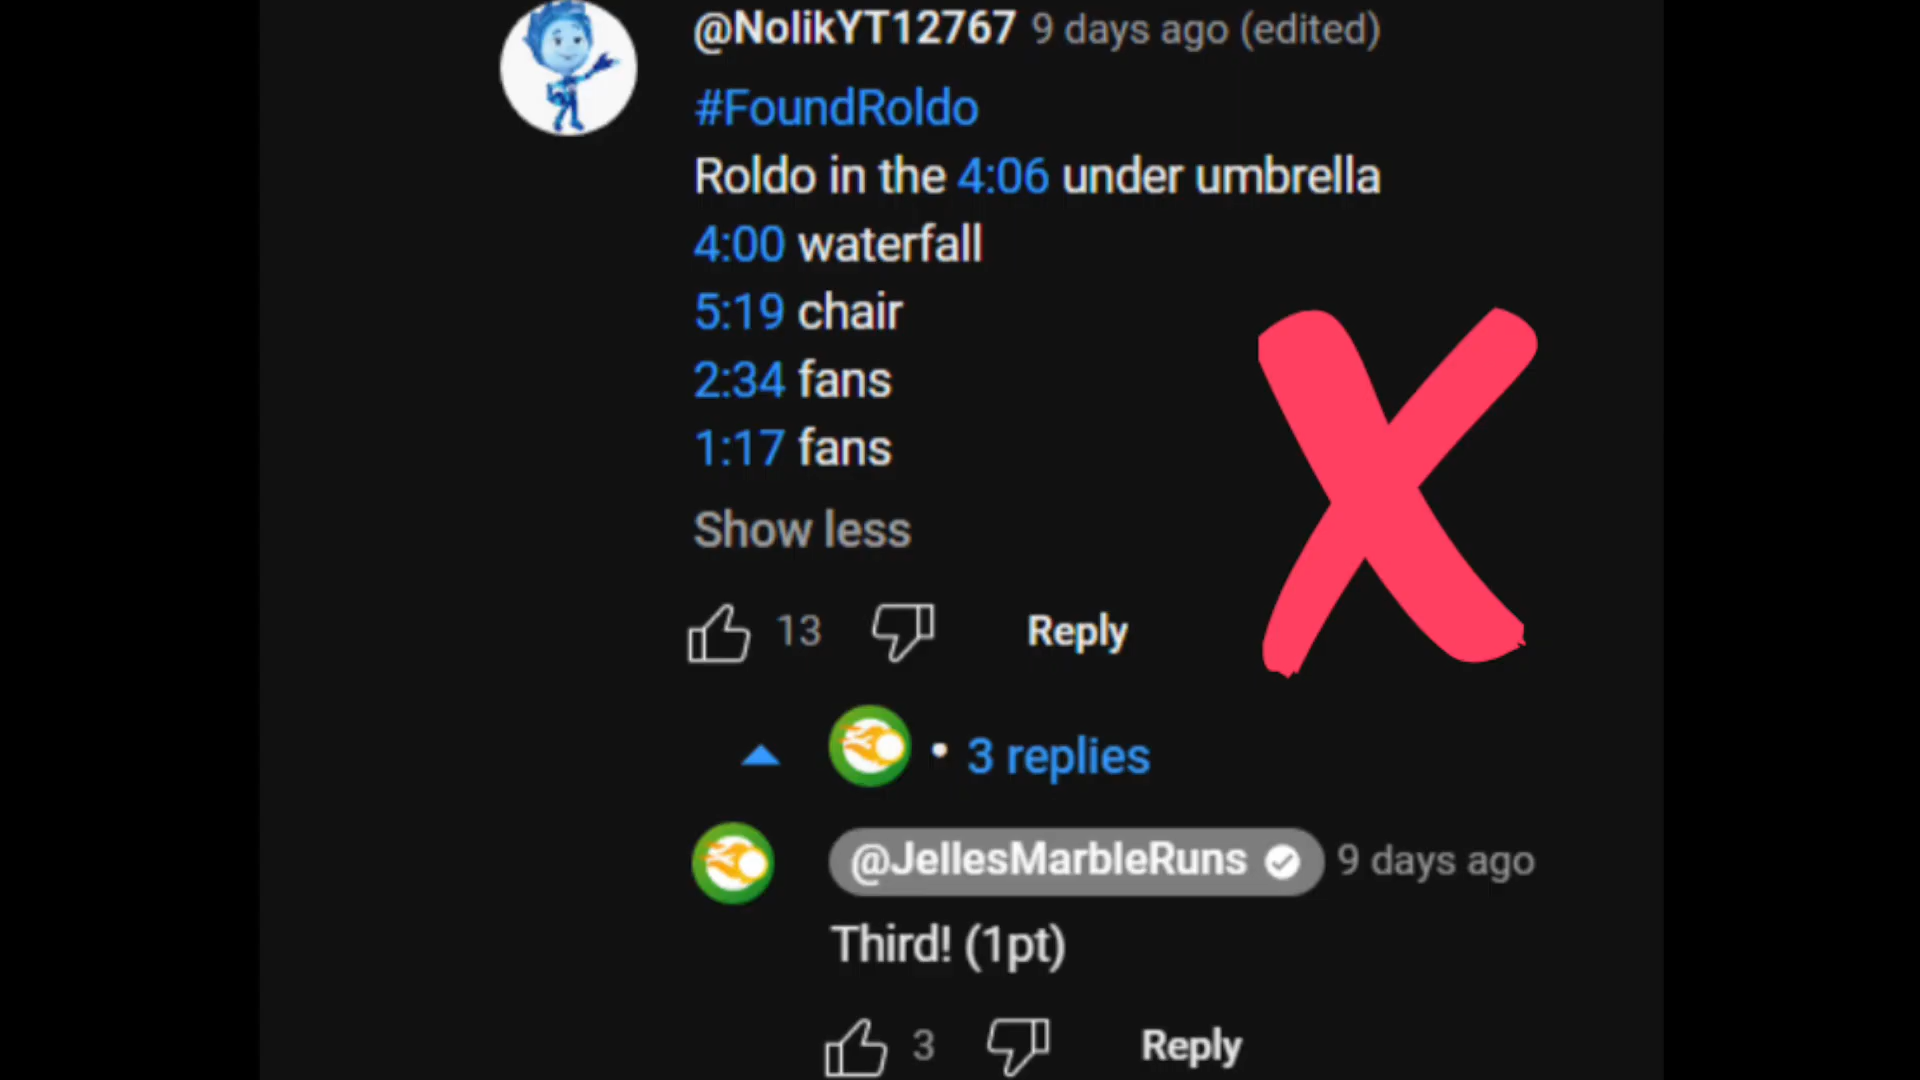 @NolikYT12767 9 days ago (edited)
#FoundRoldo
Roldo in the 4:06 under umbrella
4:00 waterfall
5:19 chair
2:34 fans
1:17 fans
Show less
13 Reply
• 3 replies
@JellesMarbleRuns 9 days ago
Third! (1pt)
3 Reply